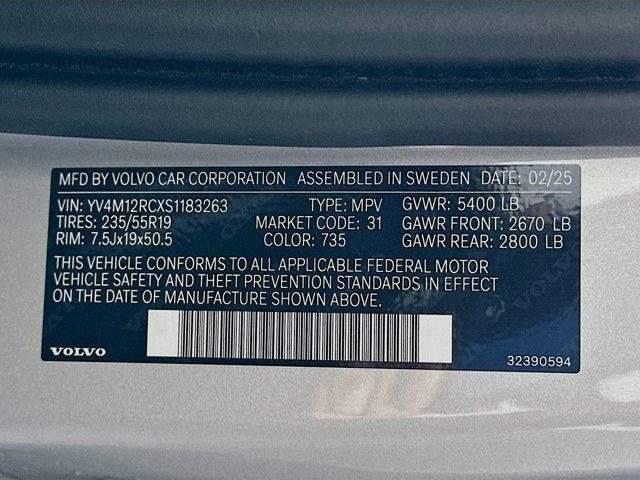 MFD BY VOLVO CAR CORPORATION ASSEMBLED IN SWEDEN DATE: 02/25
VIN: YV4M12RCXS1183263 TYPE: MPV GVWR: 5400 LB
TIRES: 235/55R19 MARKET CODE: 31 GAWR FRONT: 2670 LB
RIM: 7.5Jx19x50.5 COLOR: 735 GAWR REAR: 2800 LB
THIS VEHICLE CONFORMS TO ALL APPLICABLE FEDERAL MOTOR
VEHICLE SAFETY AND THEFT PREVENTION STANDARDS IN EFFECT
ON THE DATE OF MANUFACTURE SHOWN ABOVE.
VOLVO 32390594